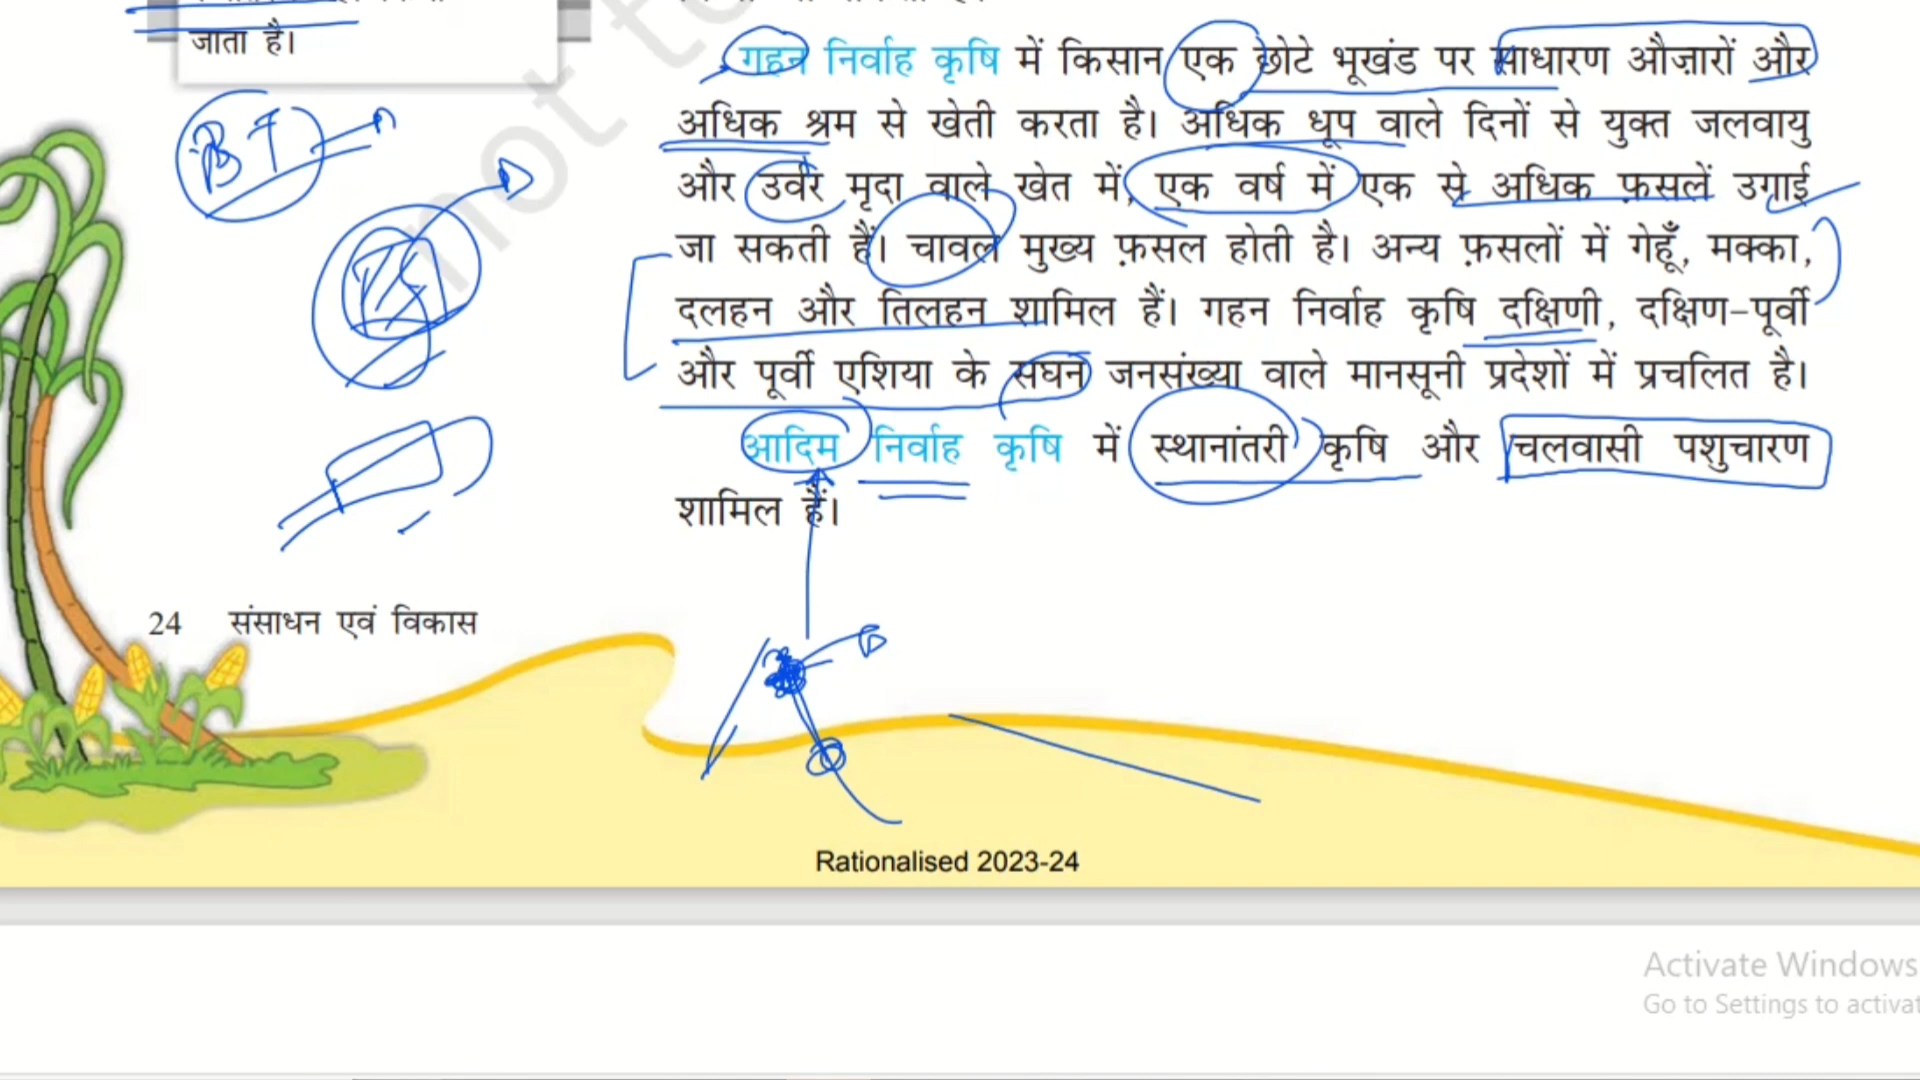 जाता है।
गहन निर्वाह कृषि में किसान एक छोटे भूखंड पर साधारण औज़ारों और
अधिक श्रम से खेती करता है। अधिक धूप वाले दिनों से युक्त जलवायु
और उर्वर मृदा वाले खेत में, एक वर्ष में एक से अधिक फ़सलें उगाई
जा सकती हैं। चावल मुख्य फ़सल होती है। अन्य फ़सलों में गेहूँ, मक्का,
दलहन और तिलहन शामिल हैं। गहन निर्वाह कृषि दक्षिणी, दक्षिण-पूर्वी
और पूर्वी एशिया के सघन जनसंख्या वाले मानसूनी प्रदेशों में प्रचलित है।
आदिम निर्वाह कृषि में स्थानांतरी कृषि और चलवासी पशुचारण
शामिल हैं।
not to
24 संसाधन एवं विकास
Rationalised 2023-24
Activate Windows
Go to Settings to activat